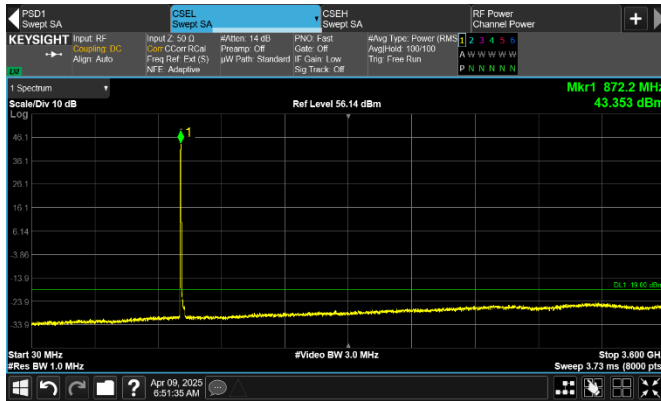 PSD1
Swept SA
CSEL
Swept SA
CSEH
Swept SA
RF Power
Channel Power
+
KEYSIGHT
Input: RF
Coupling: DC
Align: Auto
Input Z: 50 Ω
Corr CCorr RCal
Freq Ref: Ext (S)
NFE: Adaptive
#Atten: 14 dB
Preamp: Off
µW Path: Standard
PNO: Fast
Gate: Off
IF Gain: Low
Sig Track: Off
#Avg Type: Power (RMS
Avg|Hold: 100/100
Trig: Free Run
1 2 3 4 5 6
A W W W W W
P N N N N N
1 Spectrum
Scale/Div 10 dB
Ref Level 56.14 dBm
Mkr1 872.2 MHz
43.353 dBm
Log
46.1
36.1
26.1
16.1
6.14
-3.86
-13.9
-23.9
-33.9
1
Start 30 MHz
#Video BW 3.0 MHz
Stop 3.600 GH
#Res BW 1.0 MHz
Sweep 3.73 ms (8000 pts
?
Apr 09, 2025
6:51:35 AM